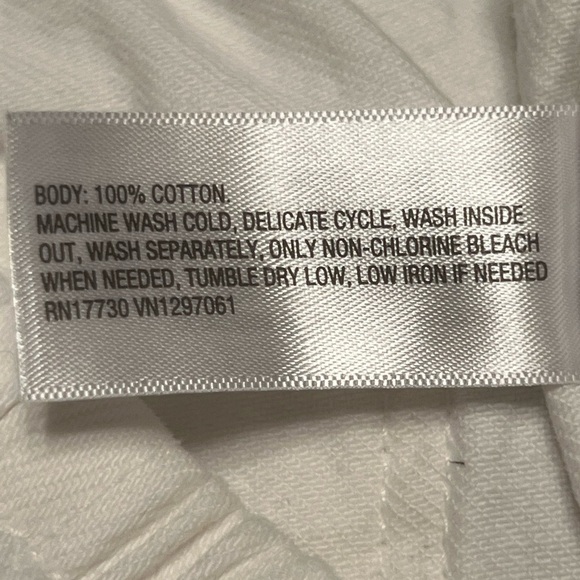 BODY: 100% COTTON.
MACHINE WASH COLD, DELICATE CYCLE, WASH INSIDE
OUT, WASH SEPARATELY, ONLY NON-CHLORINE BLEACH
WHEN NEEDED, TUMBLE DRY LOW, LOW IRON IF NEEDED
RN17730 VN1297061